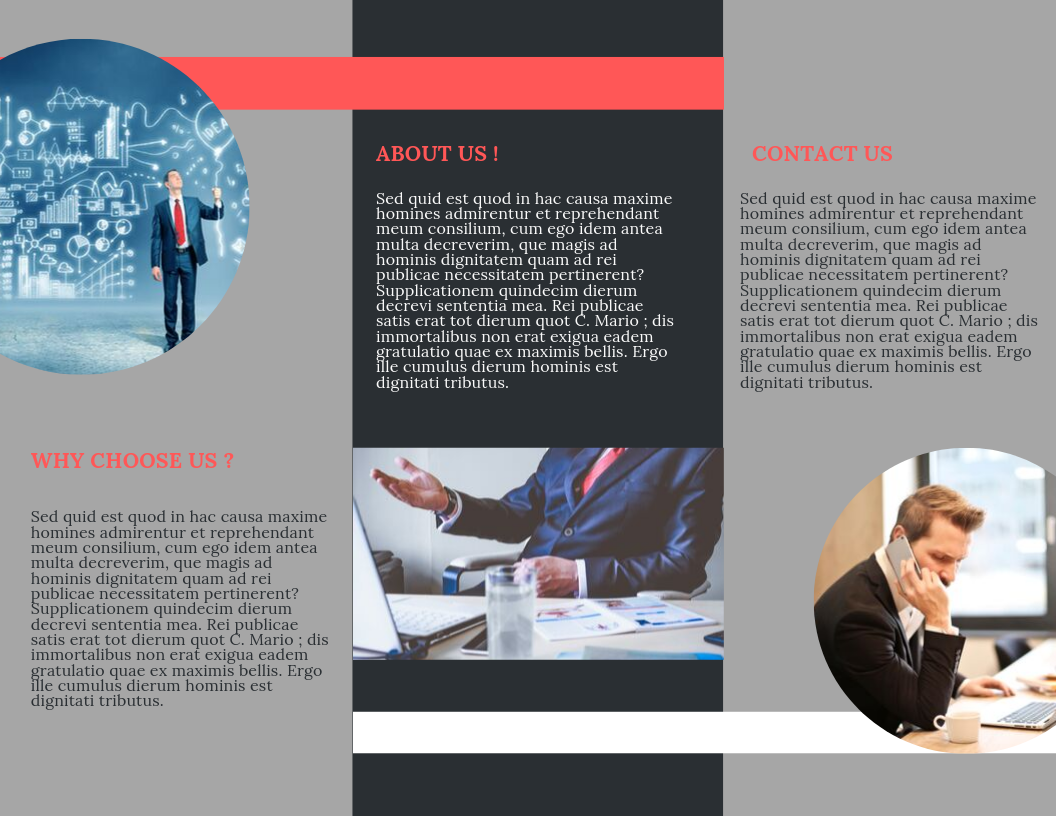 WHY CHOOSE US ?
Sed quid est quod in hac causa maxime
homines admirentur et reprehendant
meum consilium, cum ego idem antea
multa decreverim, que magis ad
hominis dignitatem quam ad rei
publicae necessitatem pertinerent?
Supplicationem quindecim dierum
decrevi sententia mea. Rei publicae
satis erat tot dierum quot C. Mario ; dis
immortalibus non erat exigua eadem
gratulatio quae ex maximis bellis. Ergo
ille cumulus dierum hominis est
dignitati tributus.
ABOUT US !
Sed quid est quod in hac causa maxime
homines admirentur et reprehendant
meum consilium, cum ego idem antea
multa decreverim, que magis ad
hominis dignitatem quam ad rei
publicae necessitatem pertinerent?
Supplicationem quindecim dierum
decrevi sententia mea. Rei publicae
satis erat tot dierum quot C. Mario ; dis
immortalibus non erat exigua eadem
gratulatio quae ex maximis bellis. Ergo
ille cumulus dierum hominis est
dignitati tributus.
CONTACT US
Sed quid est quod in hac causa maxime
homines admirentur et reprehendant
meum consilium, cum ego idem antea
multa decreverim, que magis ad
hominis dignitatem quam ad rei
publicae necessitatem pertinerent?
Supplicationem quindecim dierum
decrevi sententia mea. Rei publicae
satis erat tot dierum quot C. Mario ; dis
immortalibus non erat exigua eadem
gratulatio quae ex maximis bellis. Ergo
ille cumulus dierum hominis est
dignitati tributus.
IDEA